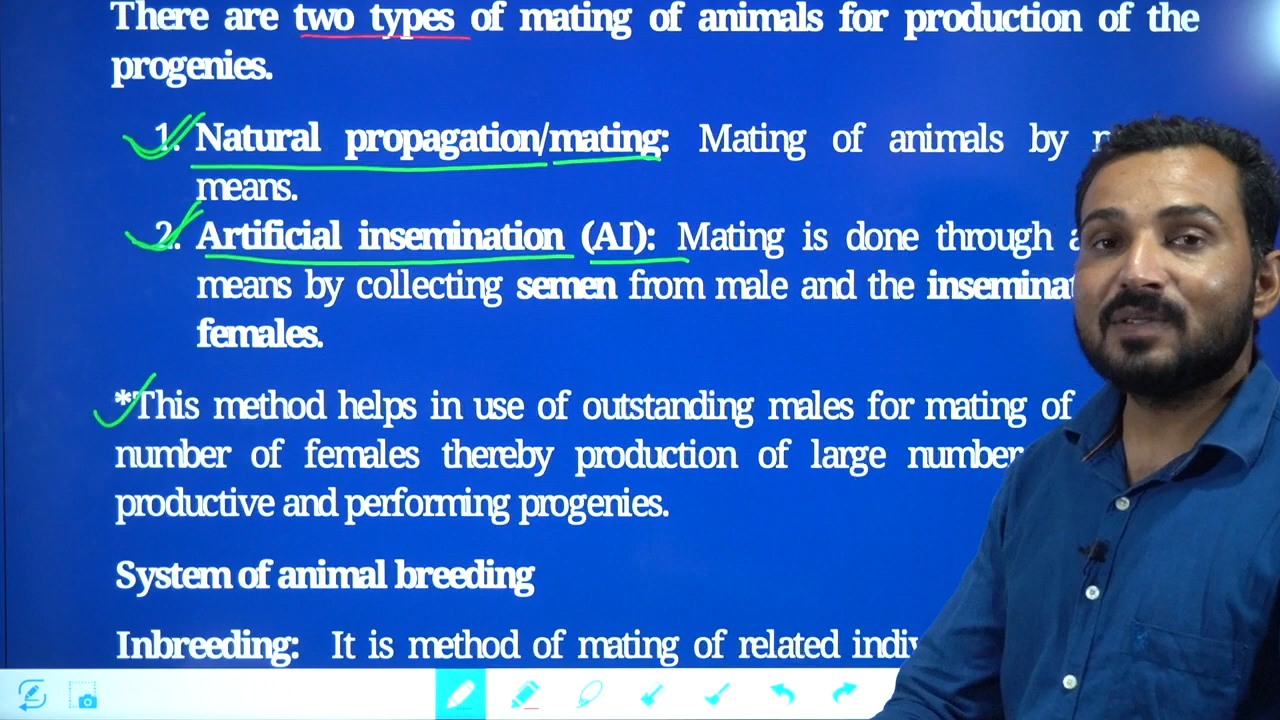 There are two types of mating of animals for production of the
progenies.
1. Natural propagation/mating: Mating of animals by
means.
2. Artificial insemination (AI): Mating is done through
means by collecting semen from male and the
females.
*This method helps in use of outstanding males for mating of
number of females thereby production of large number
productive and performing progenies.
System of animal breeding
Inbreeding: It is method of mating of related